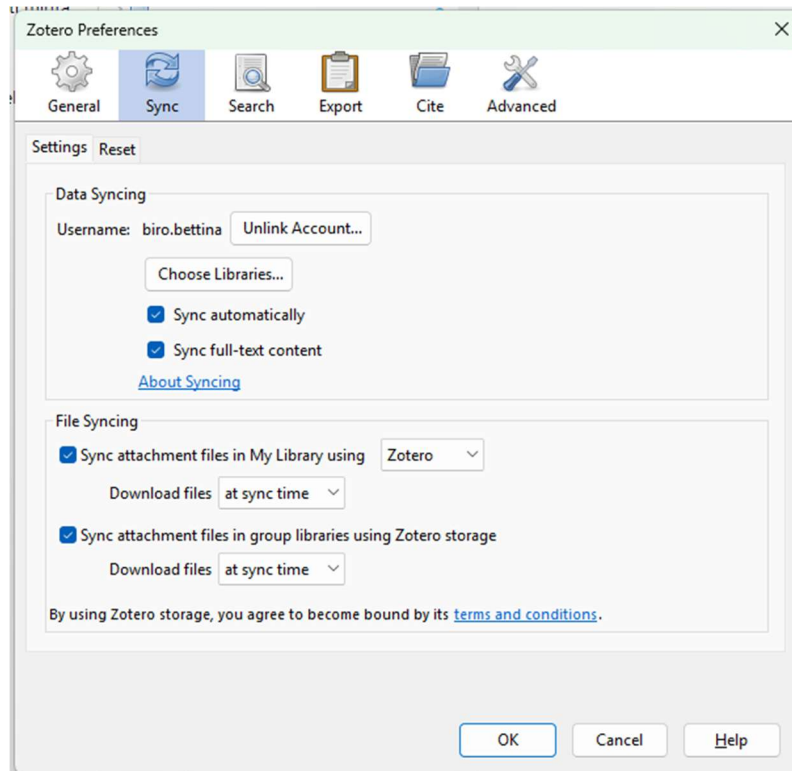 Zotero Preferences
General Sync Search Export Cite Advanced
Settings Reset
Data Syncing
Username: biro.bettina Unlink Account...
Choose Libraries...
Sync automatically
Sync full-text content
About Syncing
File Syncing
Sync attachment files in My Library using Zotero
Download files at sync time
Sync attachment files in group libraries using Zotero storage
Download files at sync time
By using Zotero storage, you agree to become bound by its terms and conditions.
OK Cancel Help